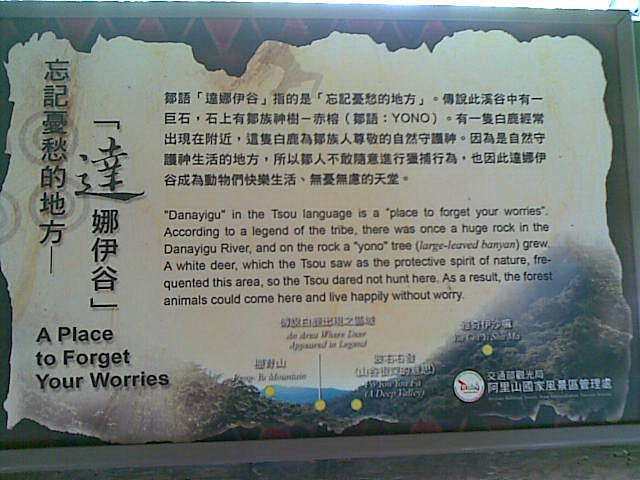 忘記憂愁的地方—
「達娜伊谷」
A Place
to Forget
Your Worries
鄒語「達娜伊谷」指的是「忘記憂愁的地方」。傳說此溪谷中有一
巨石，石上有鄒族神樹－赤榕（鄒語：YONO）。有一隻白鹿經常
出現在附近，這隻白鹿為鄒族人尊敬的自然守護神。因為是自然守
護神生活的地方，所以鄒人不敢隨意進行獵捕行為，也因此達娜伊
谷成為動物們快樂生活、無憂無慮的天堂。
"Danayigu" in the Tsou language is a "place to forget your worries".
According to a legend of the tribe, there was once a huge rock in the
Danayigu River, and on the rock a "yono" tree (large-leaved banyan) grew.
A white deer, which the Tsou saw as the protective spirit of nature, fre-
quented this area, so the Tsou dared not hunt here. As a result, the forest
animals could come here and live happily without worry.
傳說白鹿出現之區域
An Area Where Deer
Appeared in Legend
Mountain
(A Deep Valley)
交通部觀光局
阿里山國家風景區管理處